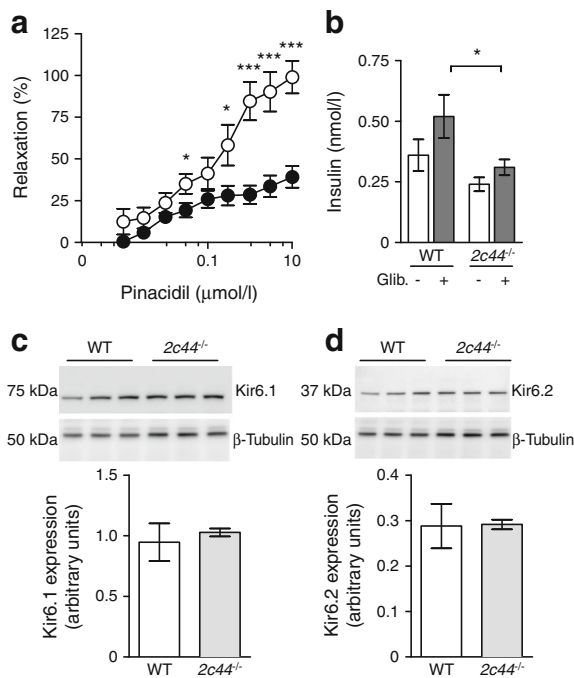 a
125
100
75
50
25
0
Relaxation (%)
* * *** *** ***
0 0.1 10
Pinacidil (μmol/l)
b
0.75
0.50
0.25
0
Insulin (nmol/l)
*
WT 2c44-/-
Glib. - + - +
c
WT 2c44-/-
75 kDa Kir6.1
50 kDa β-Tubulin
1.5
1.0
0.5
0
Kir6.1 expression
(arbitrary units)
WT 2c44-/-
d
WT 2c44-/-
37 kDa Kir6.2
50 kDa β-Tubulin
0.4
0.3
0.2
0.1
0
Kir6.2 expression
(arbitrary units)
WT 2c44-/-